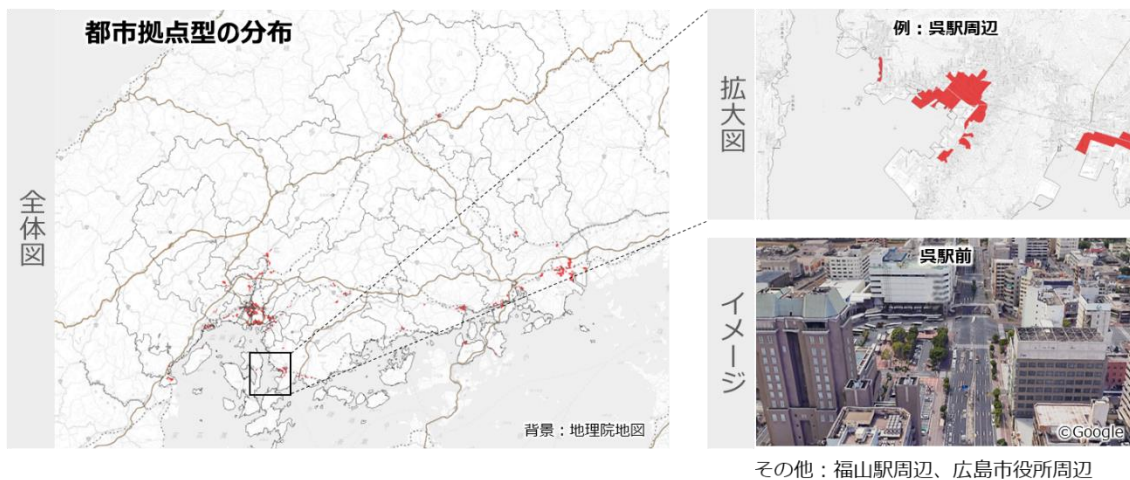 都市拠点型の分布
全体図
背景：地理院地図
拡大図
例：呉駅周辺
イメージ
呉駅前
©Google
その他：福山駅周辺、広島市役所周辺